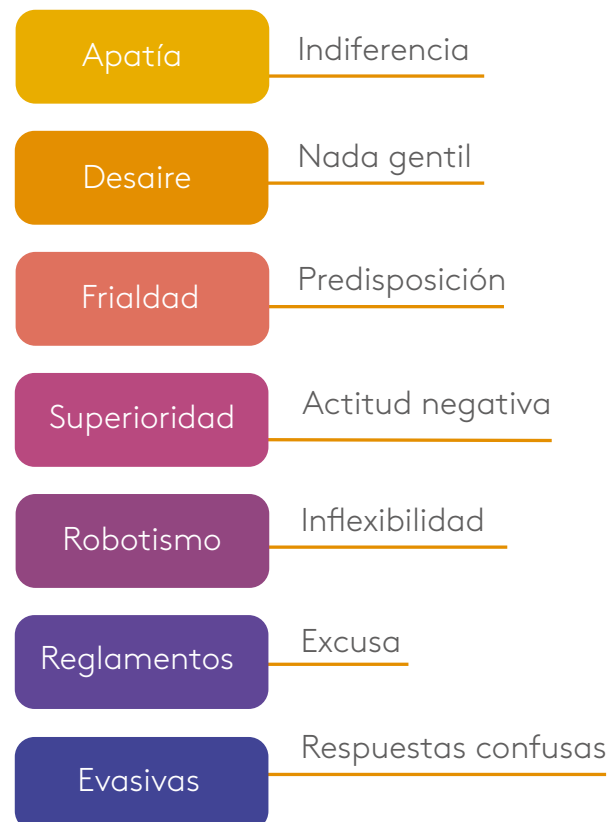 Apatía
Indiferencia
Desaire
Nada gentil
Frialdad
Predisposición
Superioridad
Actitud negativa
Robotismo
Inflexibilidad
Reglamentos
Excusa
Evasivas
Respuestas confusas